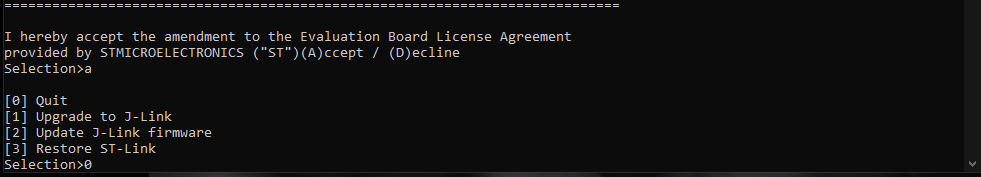 ==============================================================================
I hereby accept the amendment to the Evaluation Board License Agreement
provided by STMICROELECTRONICS ("ST")(A)ccept / (D)ecline
Selection>a
[0] Quit
[1] Upgrade to J-Link
[2] Update J-Link firmware
[3] Restore ST-Link
Selection>0